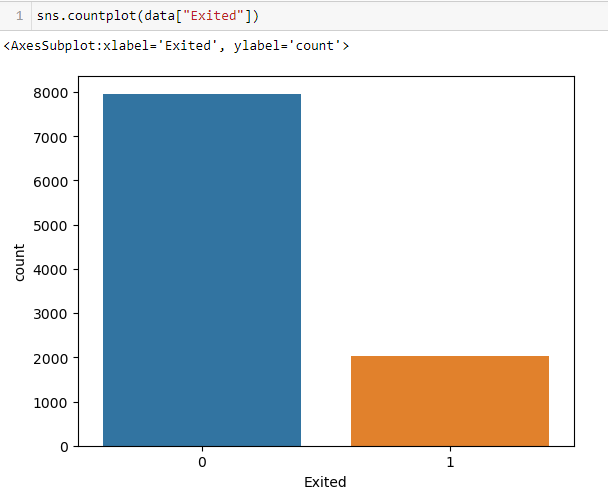 1 sns.countplot(data["Exited"])
<AxesSubplot:xlabel='Exited', ylabel='count'>
8000
7000
6000
5000
4000
3000
2000
1000
0
count
0 1
Exited